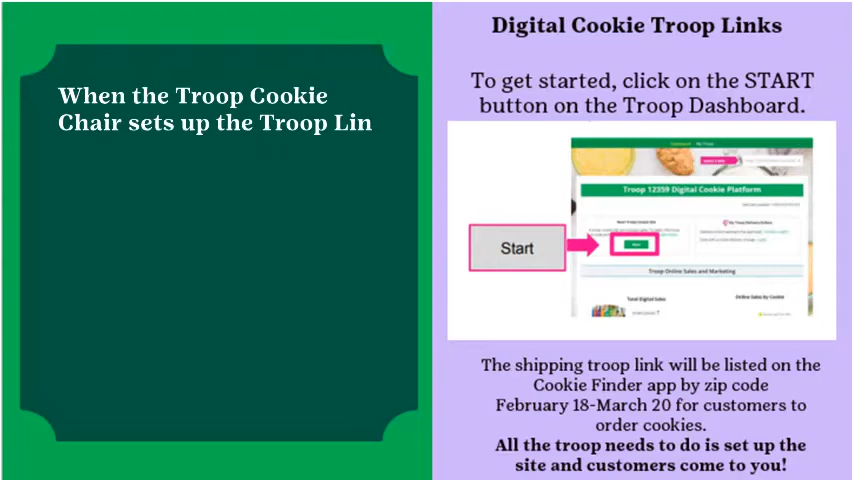 When the Troop Cookie
Chair sets up the Troop Lin
Digital Cookie Troop Links
To get started, click on the START
button on the Troop Dashboard.
Troop 12359 Digital Cookie Platform
Start
Troop Online Sales and Marketing
Total Digital Sales
Online Sales by Cookie
The shipping troop link will be listed on the
Cookie Finder app by zip code
February 18-March 20 for customers to
order cookies.
All the troop needs to do is set up the
site and customers come to you!